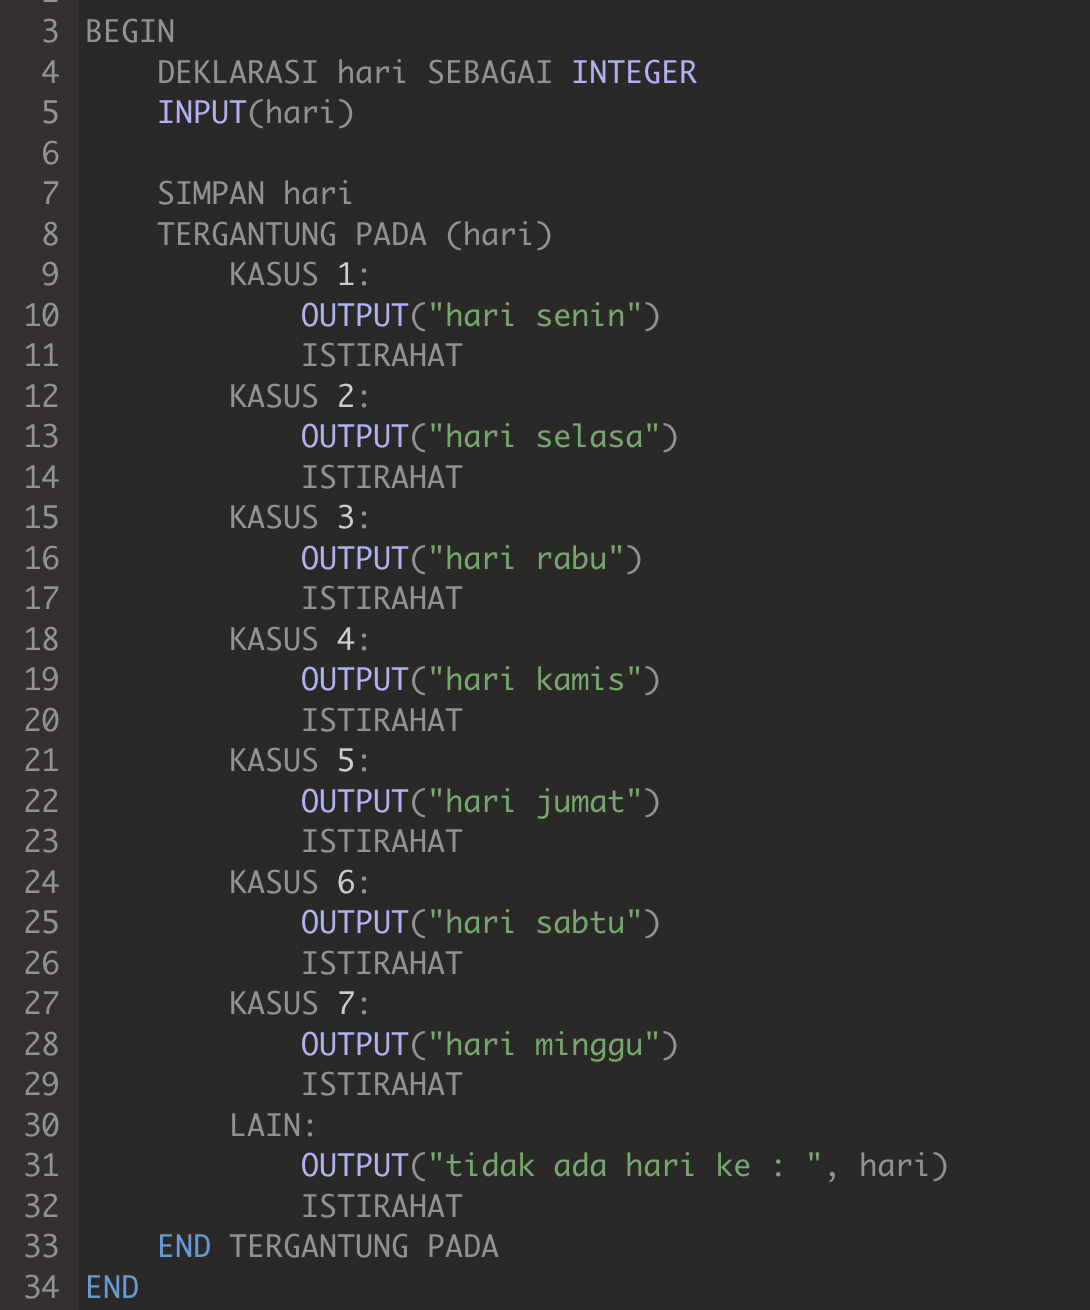 3 BEGIN
4     DEKLARASI hari SEBAGAI INTEGER
5     INPUT(hari)
6
7     SIMPAN hari
8     TERGANTUNG PADA (hari)
9         KASUS 1:
10             OUTPUT("hari senin")
11             ISTIRAHAT
12         KASUS 2:
13             OUTPUT("hari selasa")
14             ISTIRAHAT
15         KASUS 3:
16             OUTPUT("hari rabu")
17             ISTIRAHAT
18         KASUS 4:
19             OUTPUT("hari kamis")
20             ISTIRAHAT
21         KASUS 5:
22             OUTPUT("hari jumat")
23             ISTIRAHAT
24         KASUS 6:
25             OUTPUT("hari sabtu")
26             ISTIRAHAT
27         KASUS 7:
28             OUTPUT("hari minggu")
29             ISTIRAHAT
30         LAIN:
31             OUTPUT("tidak ada hari ke : ", hari)
32             ISTIRAHAT
33     END TERGANTUNG PADA
34 END